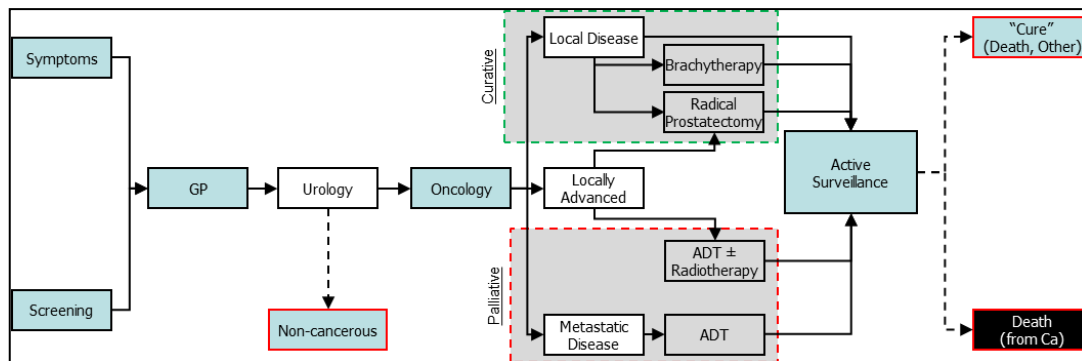 Symptoms
Screening
GP
Urology
Non-cancerous
Oncology
Curative
Local Disease
Brachytherapy
Radical
Prostatectomy
Locally
Advanced
Palliative
ADT ±
Radiotherapy
Metastatic
Disease
ADT
Active
Surveillance
“Cure”
(Death, Other)
Death
(from Ca)